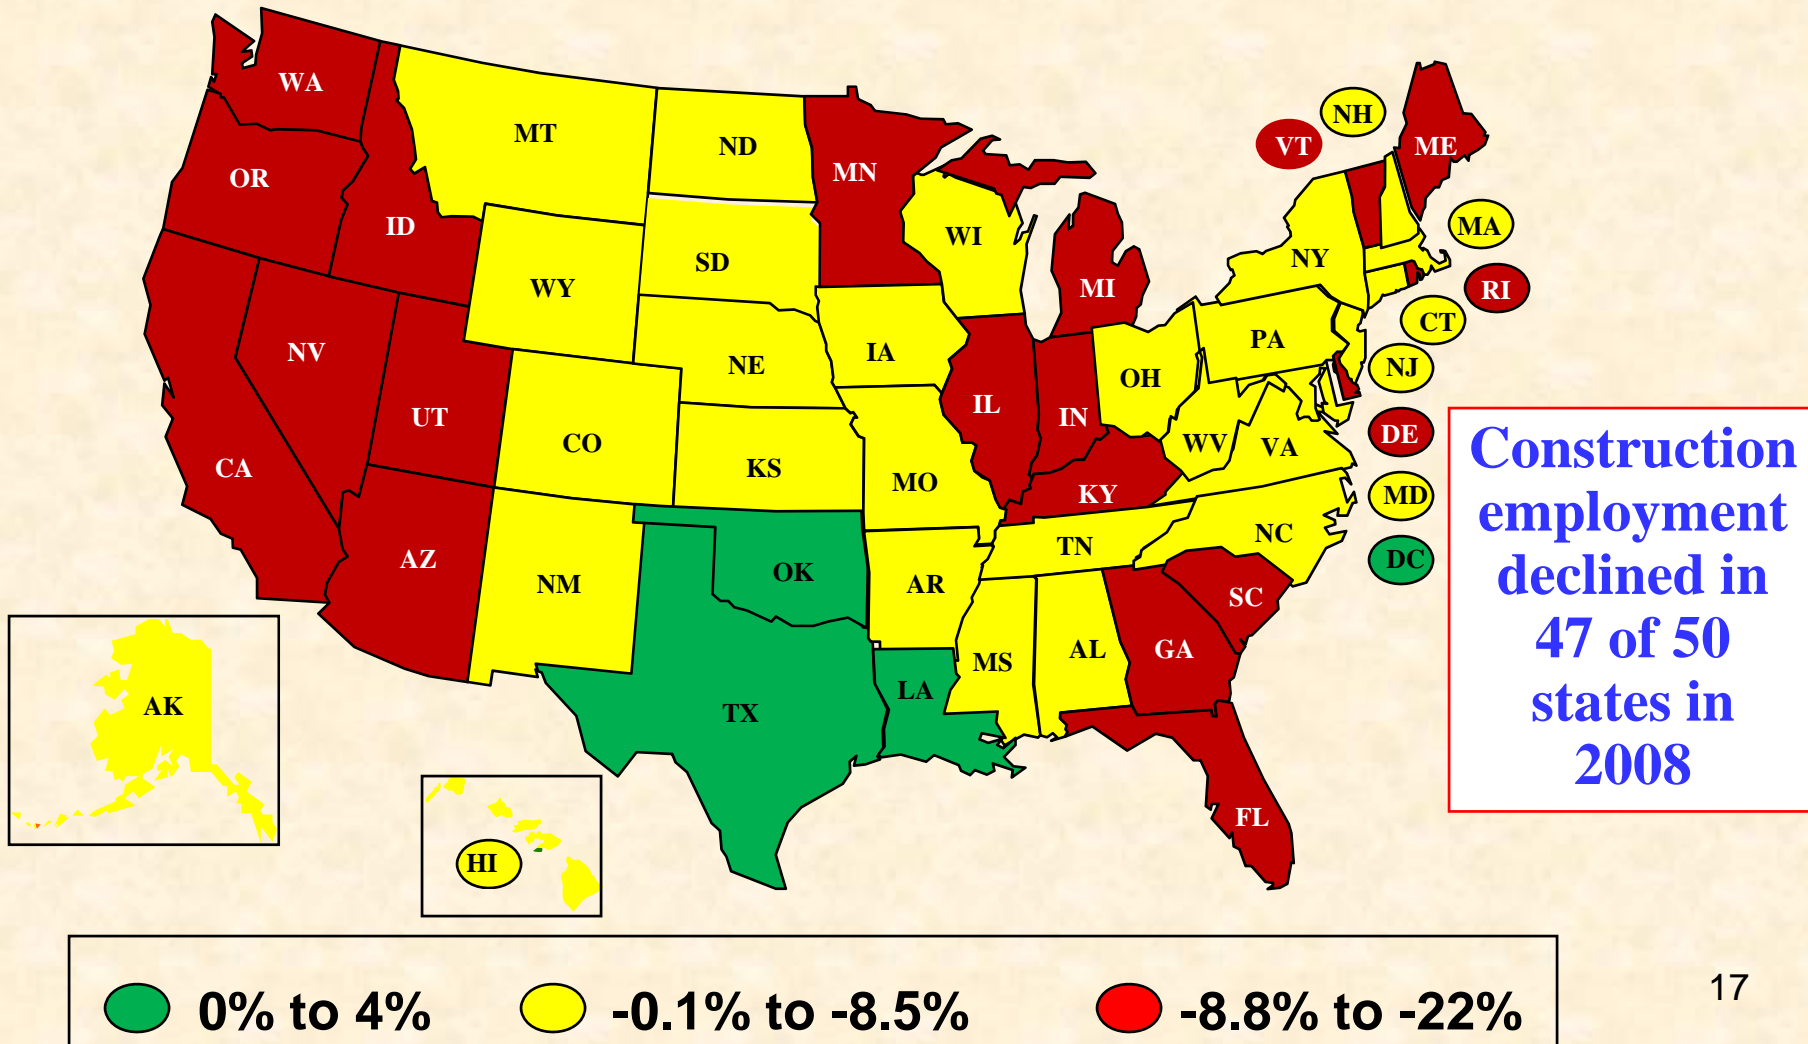 WA
MT
ND
MN
VT
NH
ME
OR
ID
WY
SD
WI
MI
NY
MA
RI
CT
NJ
NV
UT
CO
NE
IA
IL
IN
OH
PA
DE
MD
DC
CA
AZ
NM
KS
MO
KY
WV
VA
OK
AR
TN
NC
SC
TX
LA
MS
AL
GA
FL
AK
HI
Construction
employment
declined in
47 of 50
states in
2008
0% to 4%
-0.1% to -8.5%
-8.8% to -22%
17